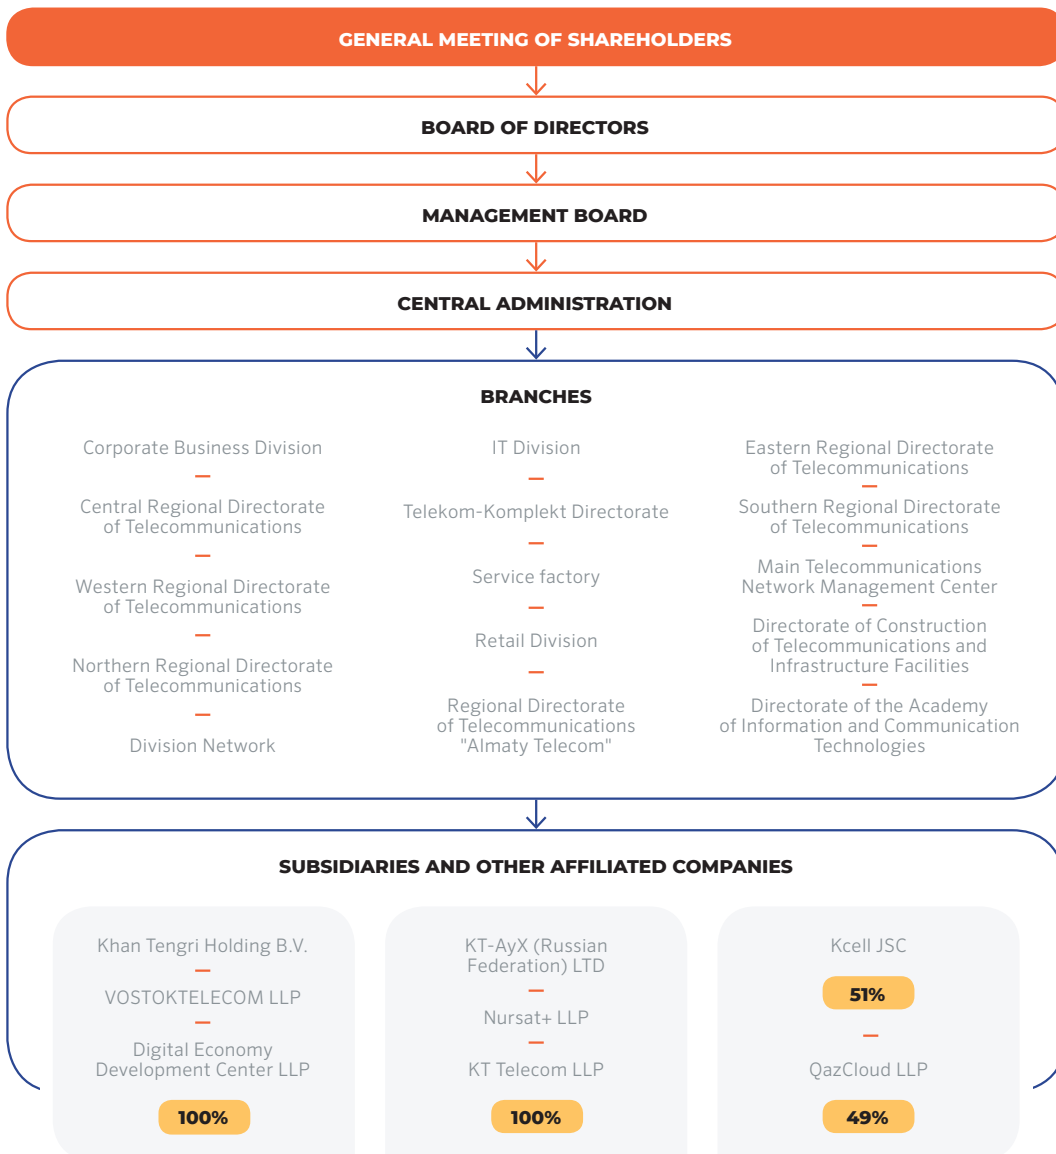 GENERAL MEETING OF SHAREHOLDERS
BOARD OF DIRECTORS
MANAGEMENT BOARD
CENTRAL ADMINISTRATION
BRANCHES
Corporate Business Division
Central Regional Directorate
of Telecommunications
Western Regional Directorate
of Telecommunications
Northern Regional Directorate
of Telecommunications
Division Network
IT Division
Telekom-Komplekt Directorate
Service factory
Retail Division
Regional Directorate
of Telecommunications
"Almaty Telecom"
Eastern Regional Directorate
of Telecommunications
Southern Regional Directorate
of Telecommunications
Main Telecommunications
Network Management Center
Directorate of Construction
of Telecommunications and
Infrastructure Facilities
Directorate of the Academy
of Information and Communication
Technologies
SUBSIDIARIES AND OTHER AFFILIATED COMPANIES
Khan Tengri Holding B.V.
VOSTOKTELECOM LLP
Digital Economy
Development Center LLP
100%
KT-AyX (Russian
Federation) LTD
Nursat+ LLP
KT Telecom LLP
100%
Kcell JSC
51%
QazCloud LLP
49%